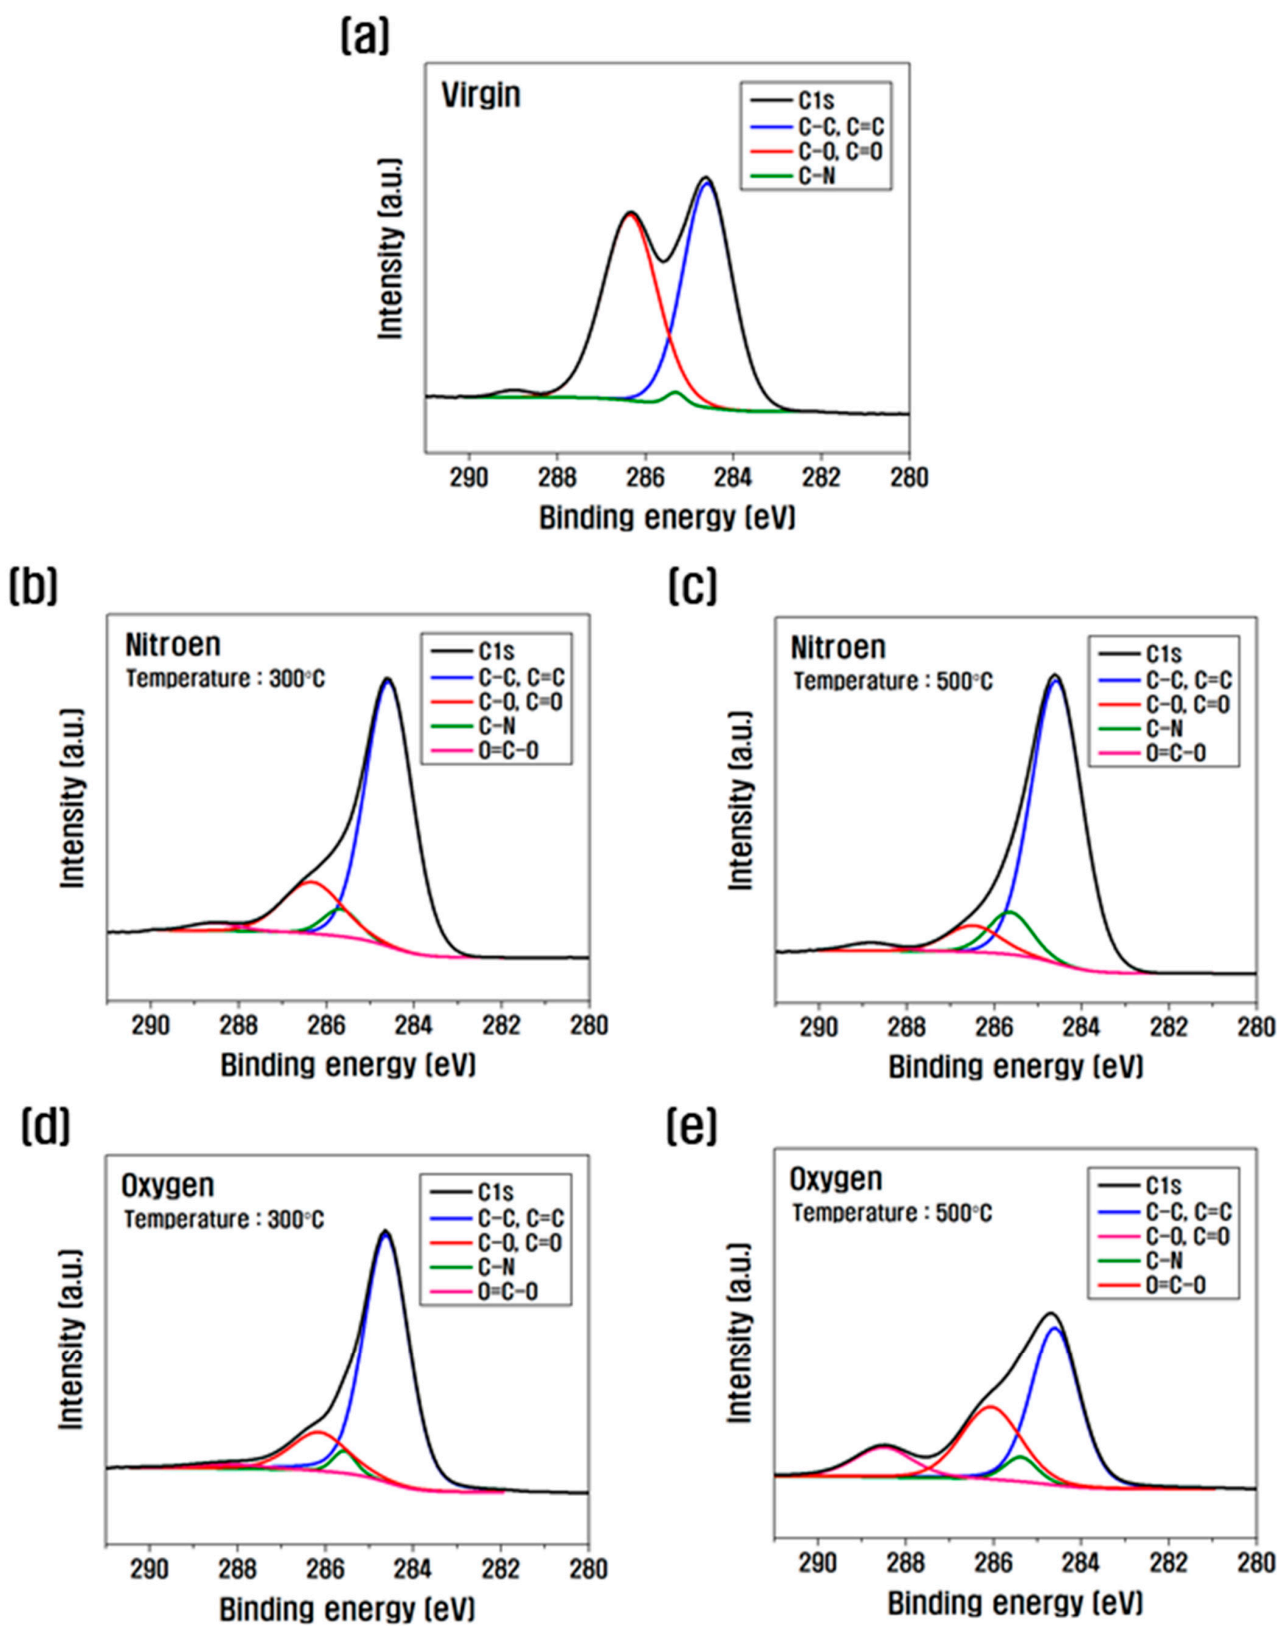 (a)
Virgin
C1s
C-C, C=C
C-O, C=O
C-N
Intensity (a.u.)
290 288 286 284 282 280
Binding energy (eV)
(b)
Nitroen
Temperature : 300°C
C1s
C-C, C=C
C-O, C=O
C-N
O=C-O
Intensity (a.u.)
290 288 286 284 282 280
Binding energy (eV)
(c)
Nitroen
Temperature : 500°C
C1s
C-C, C=C
C-O, C=O
C-N
O=C-O
Intensity (a.u.)
290 288 286 284 282 280
Binding energy (eV)
(d)
Oxygen
Temperature : 300°C
C1s
C-C, C=C
C-O, C=O
C-N
O=C-O
Intensity (a.u.)
290 288 286 284 282 280
Binding energy (eV)
(e)
Oxygen
Temperature : 500°C
C1s
C-C, C=C
C-O, C=O
C-N
O=C-O
Intensity (a.u.)
290 288 286 284 282 280
Binding energy (eV)